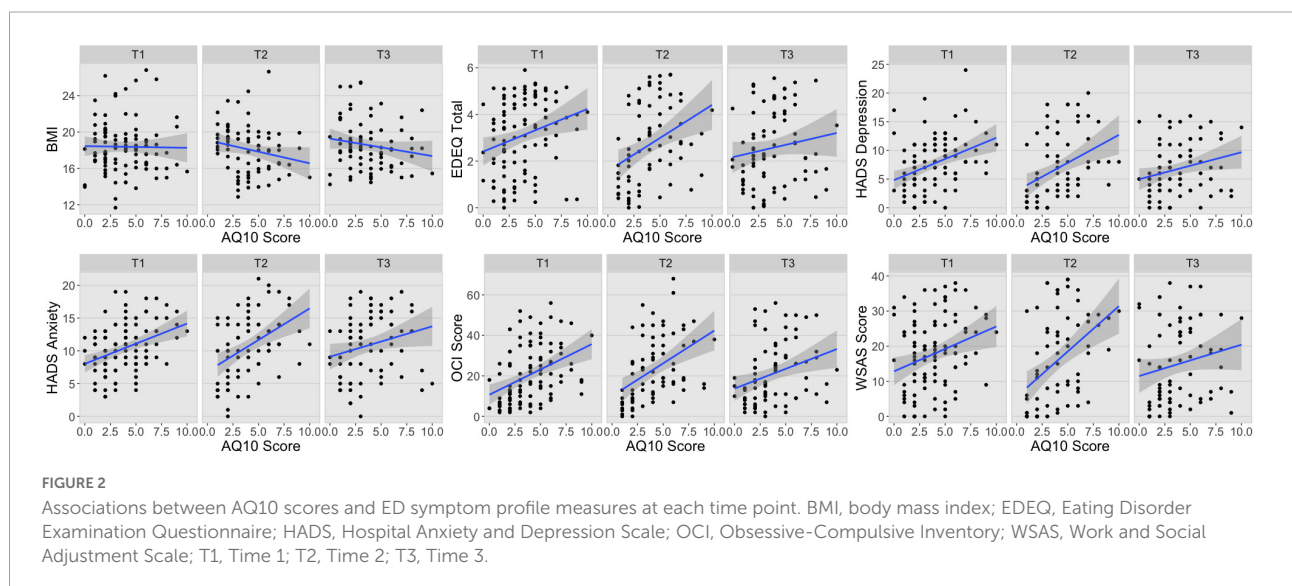 T1 T2 T3
BMI
24
20
16
12
0.0 2.5 5.0 7.5 10.0 0.0 2.5 5.0 7.5 10.0 0.0 2.5 5.0 7.5 10.0
AQ10 Score
T1 T2 T3
EDEQ Total
6
4
2
0
0.0 2.5 5.0 7.5 10.0 0.0 2.5 5.0 7.5 10.0 0.0 2.5 5.0 7.5 10.0
AQ10 Score
T1 T2 T3
HADS Depression
25
20
15
10
5
0
0.0 2.5 5.0 7.5 10.0 0.0 2.5 5.0 7.5 10.0 0.0 2.5 5.0 7.5 10.0
AQ10 Score
T1 T2 T3
HADS Anxiety
20
15
10
5
0
0.0 2.5 5.0 7.5 10.0 0.0 2.5 5.0 7.5 10.0 0.0 2.5 5.0 7.5 10.0
AQ10 Score
T1 T2 T3
OCI Score
60
40
20
0
0.0 2.5 5.0 7.5 10.0 0.0 2.5 5.0 7.5 10.0 0.0 2.5 5.0 7.5 10.0
AQ10 Score
T1 T2 T3
WSAS Score
40
30
20
10
0
0.0 2.5 5.0 7.5 10.0 0.0 2.5 5.0 7.5 10.0 0.0 2.5 5.0 7.5 10.0
AQ10 Score
FIGURE 2
Associations between AQ10 scores and ED symptom profile measures at each time point. BMI, body mass index; EDEQ, Eating Disorder
Examination Questionnaire; HADS, Hospital Anxiety and Depression Scale; OCI, Obsessive-Compulsive Inventory; WSAS, Work and Social
Adjustment Scale; T1, Time 1; T2, Time 2; T3, Time 3.